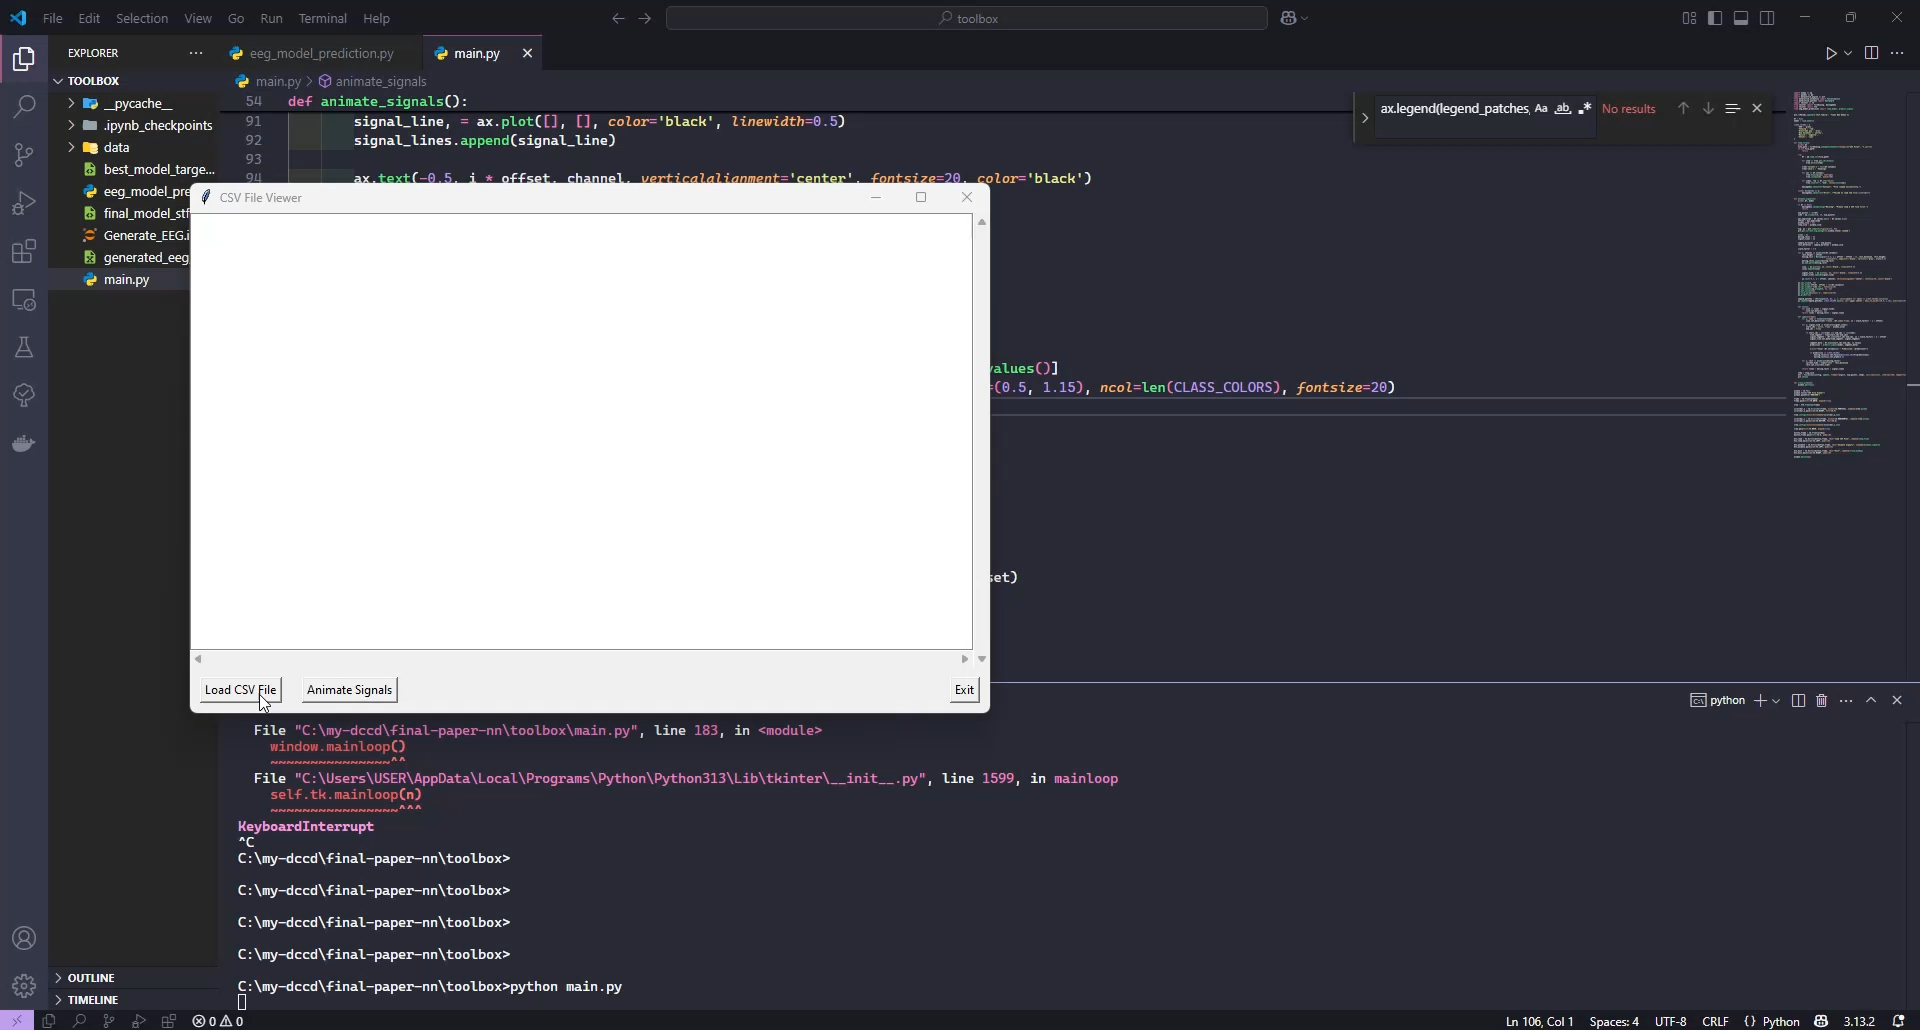 File Edit Selection View Go Run Terminal Help
toolbox
EXPLORER
eeg_model_prediction.py
main.py
TOOLBOX
main.py > animate_signals
__pycache__
.ipynb_checkpoints
data
best_model_targe...
eeg_model_pre
final_model_stf
Generate_EEG.i
generated_eeg
main.py
54 def animate_signals():
91 signal_line, = ax.plot([], [], color='black', linewidth=0.5)
92 signal_lines.append(signal_line)
93
94 ax.text(-0.5, i * offset, channel, verticalalignment='center', fontsize=20, color='black')
ax.legend(legend_patches, Aa ab .* No results
CSV File Viewer
values()]
=(0.5, 1.15), ncol=len(CLASS_COLORS), fontsize=20)
set)
Load CSV File
Animate Signals
Exit
python
File "C:\my-dccd\final-paper-nn\toolbox\main.py", line 183, in <module>
window.mainloop()
~~~~~~~~~~~~~~~^^
File "C:\Users\USER\AppData\Local\Programs\Python\Python313\Lib\tkinter\__init__.py", line 1599, in mainloop
self.tk.mainloop(n)
~~~~~~~~~~~~~~~~^^^
KeyboardInterrupt
^C
C:\my-dccd\final-paper-nn\toolbox>
C:\my-dccd\final-paper-nn\toolbox>
C:\my-dccd\final-paper-nn\toolbox>
C:\my-dccd\final-paper-nn\toolbox>
C:\my-dccd\final-paper-nn\toolbox>python main.py
OUTLINE
TIMELINE
0 0
Ln 106, Col 1 Spaces: 4 UTF-8 CRLF {} Python 3.13.2